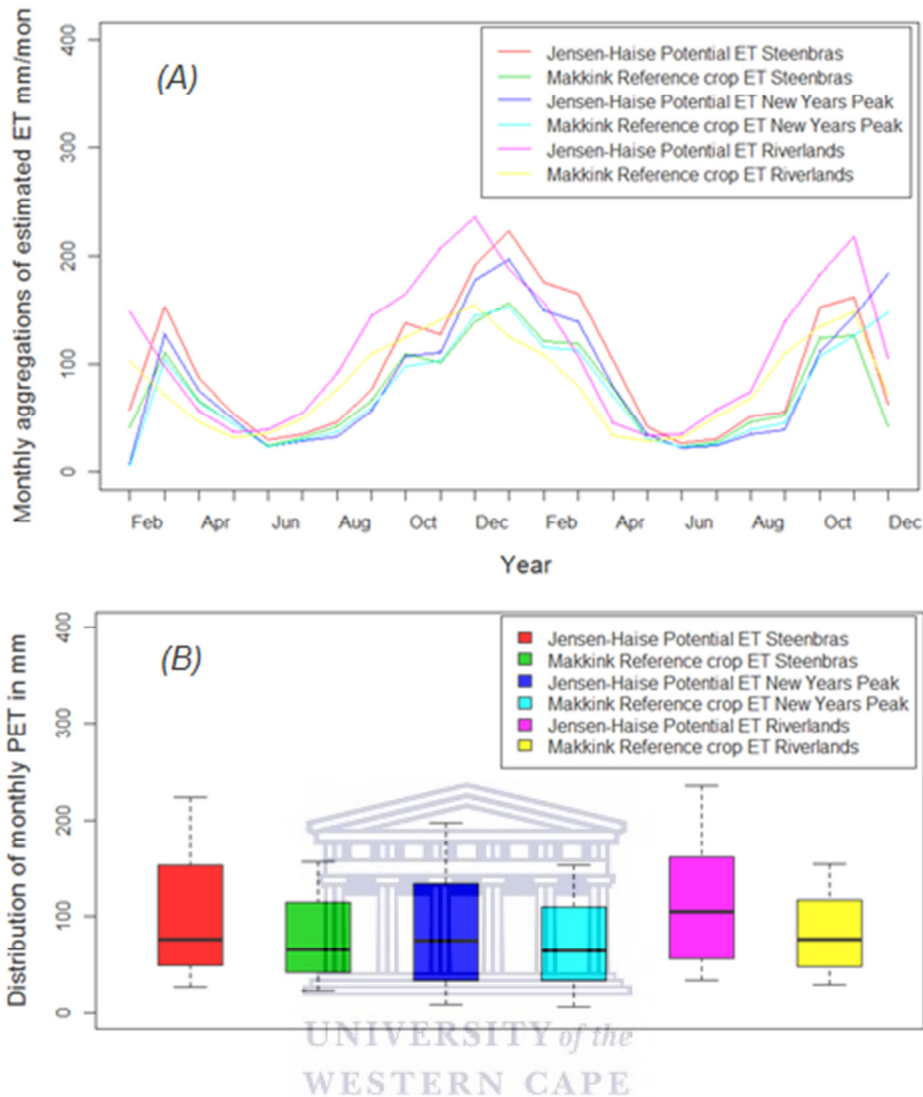 Monthly aggregations of estimated ET mm/mon
400
300
200
100
0
(A)
Jensen-Haise Potential ET Steenbras
Makkink Reference crop ET Steenbras
Jensen-Haise Potential ET New Years Peak
Makkink Reference crop ET New Years Peak
Jensen-Haise Potential ET Riverlands
Makkink Reference crop ET Riverlands
Feb Apr Jun Aug Oct Dec Feb Apr Jun Aug Oct Dec
Year
Distribution of monthly PET in mm
400
300
200
100
0
(B)
Jensen-Haise Potential ET Steenbras
Makkink Reference crop ET Steenbras
Jensen-Haise Potential ET New Years Peak
Makkink Reference crop ET New Years Peak
Jensen-Haise Potential ET Riverlands
Makkink Reference crop ET Riverlands
UNIVERSITY of the
WESTERN CAPE